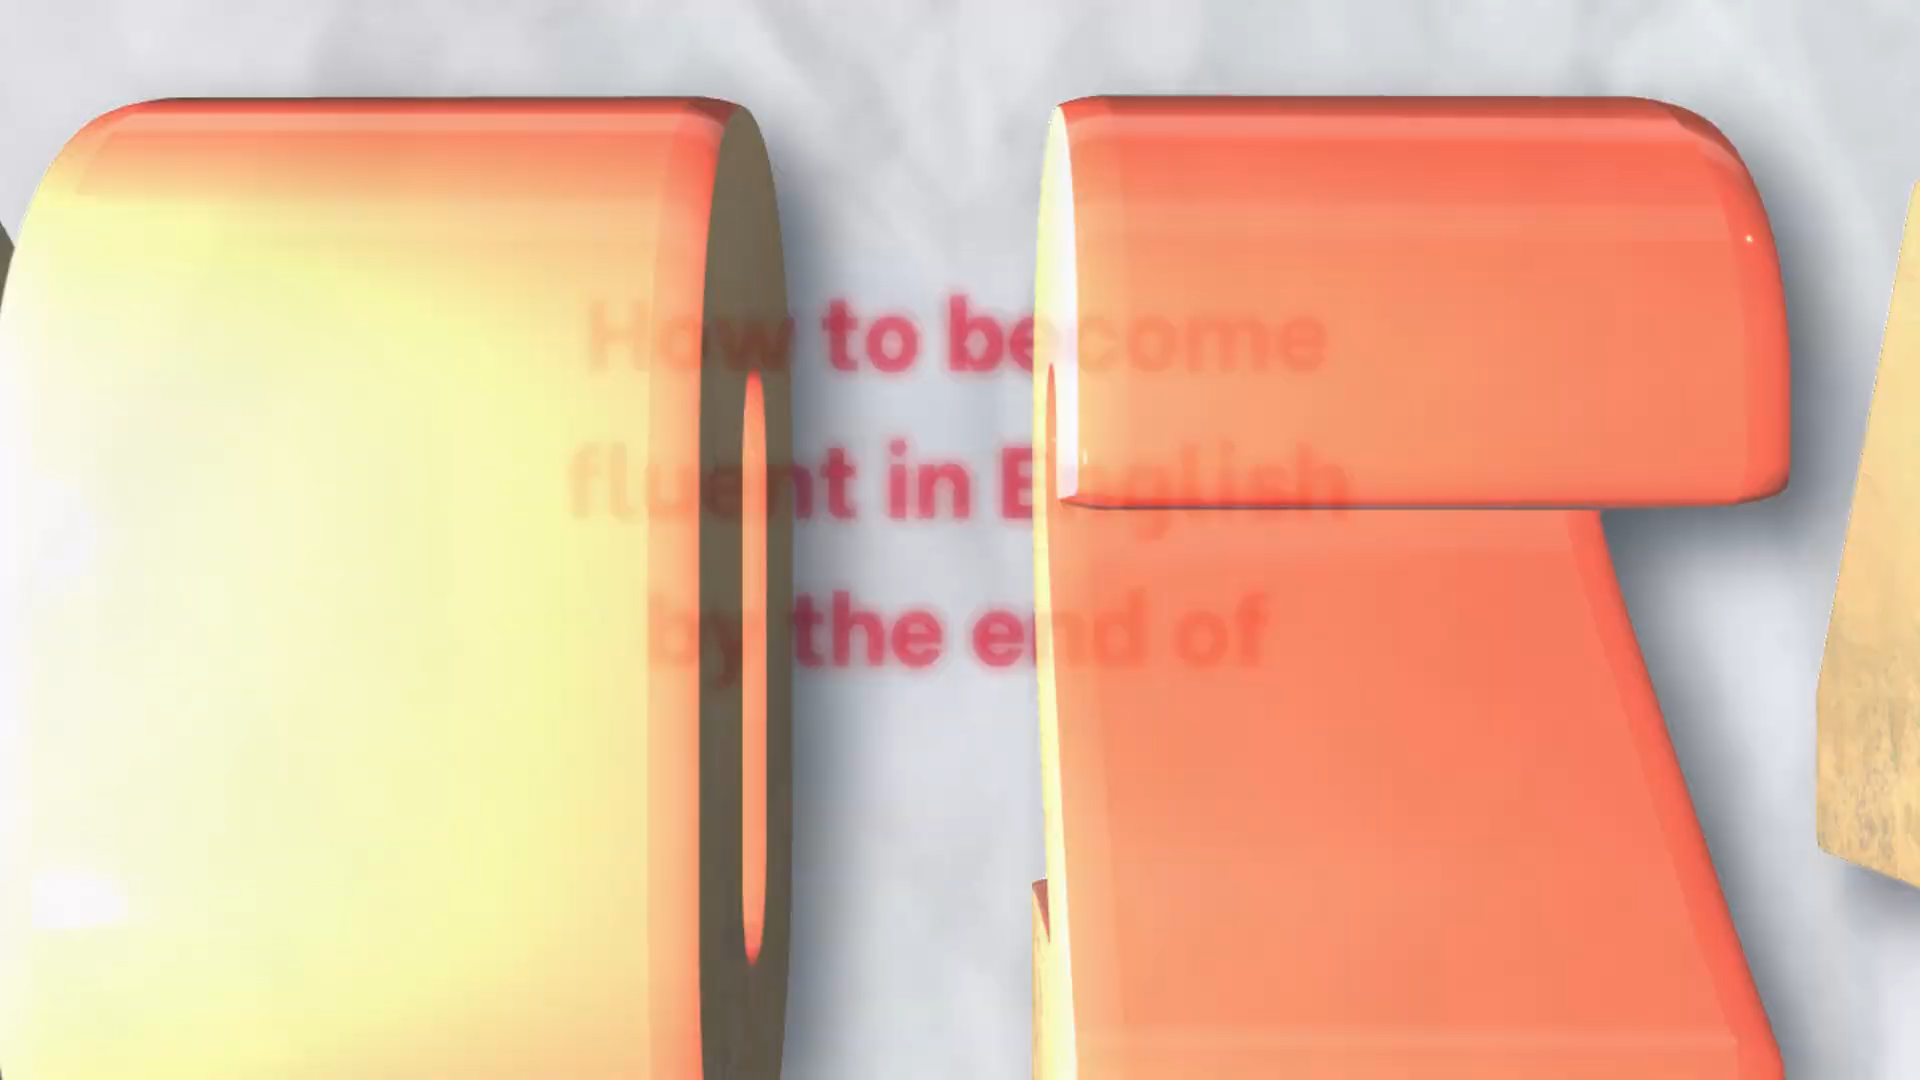 How to become
fluent in English
by the end of